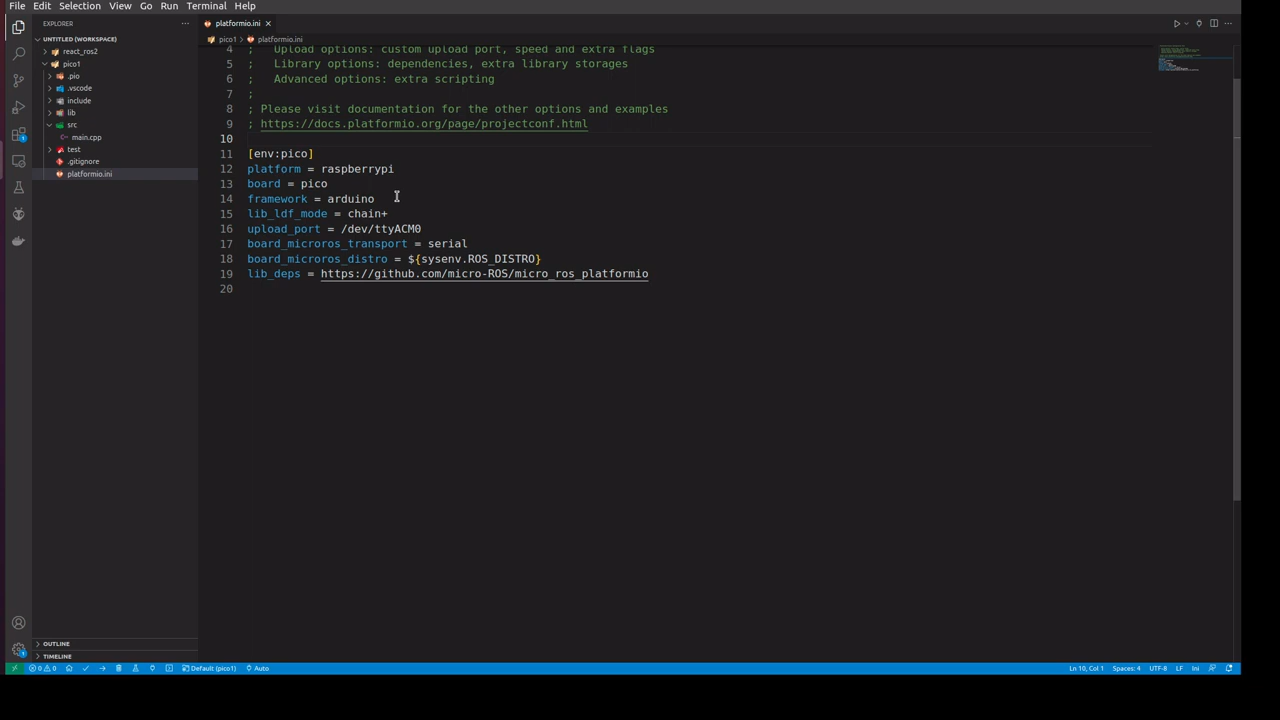 File Edit Selection View Go Run Terminal Help
EXPLORER
UNTITLED (WORKSPACE)
react_ros2
pico1
.pio
.vscode
include
lib
src
main.cpp
test
.gitignore
platformio.ini
OUTLINE
TIMELINE
platformio.ini
pico1 > platformio.ini
4 ;   Upload options: custom upload port, speed and extra flags
5 ;   Library options: dependencies, extra library storages
6 ;   Advanced options: extra scripting
7 ;
8 ; Please visit documentation for the other options and examples
9 ; https://docs.platformio.org/page/projectconf.html
10
11 [env:pico]
12 platform = raspberrypi
13 board = pico
14 framework = arduino
15 lib_ldf_mode = chain+
16 upload_port = /dev/ttyACM0
17 board_microros_transport = serial
18 board_microros_distro = ${sysenv.ROS_DISTRO}
19 lib_deps = https://github.com/micro-ROS/micro_ros_platformio
20
0 0 Default (pico1) Auto Ln 10, Col 1 Spaces: 4 UTF-8 LF Ini